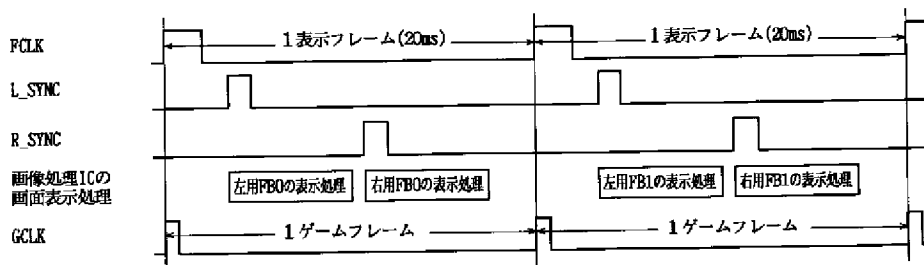 FCLK
1表示フレーム(20ms)
1表示フレーム(20ms)
L_SYNC
R_SYNC
画像処理ICの
画面表示処理
左用FB0の表示処理
右用FB0の表示処理
左用FB1の表示処理
右用FB1の表示処理
GCLK
1ゲームフレーム
1ゲームフレーム